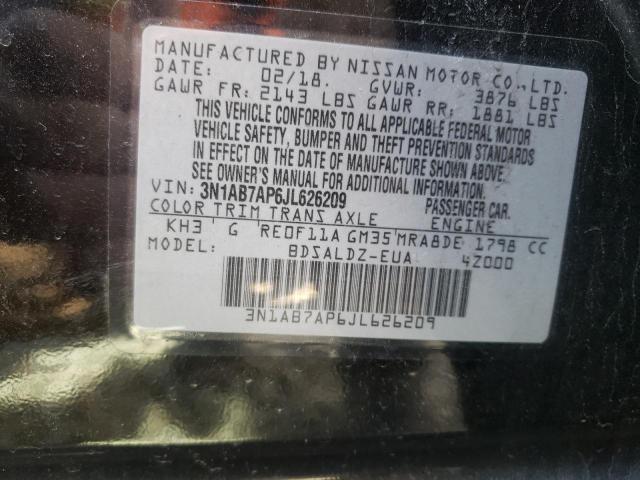 MANUFACTURED BY NISSAN MOTOR CO.,LTD.
DATE: 02/18. GVWR: 3876 LBS
GAWR FR: 2143 LBS GAWR RR: 1881 LBS
THIS VEHICLE CONFORMS TO ALL APPLICABLE FEDERAL MOTOR
VEHICLE SAFETY, BUMPER AND THEFT PREVENTION STANDARDS
IN EFFECT ON THE DATE OF MANUFACTURE SHOWN ABOVE.
SEE OWNER'S MANUAL FOR ADDITIONAL INFORMATION
VIN: 3N1AB7AP6JL626209 PASSENGER CAR.
COLOR TRIM TRANS AXLE ENGINE
KH3 G RE0F11A GM35 MRA8DE 1798 CC
BDSALDZ-EUA 4Z000
3N1AB7AP6JL626209